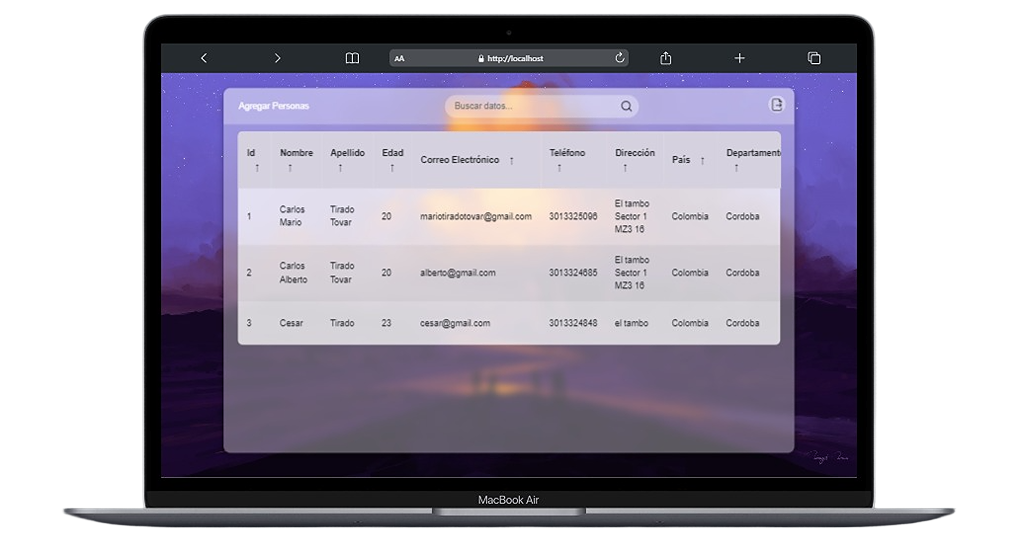 AA http://localhost
Agregar Personas Buscar datos...
Id ↑ Nombre ↑ Apellido ↑ Edad ↑ Correo Electrónico ↑ Teléfono ↑ Dirección ↑ País ↑ Departamento ↑
1 Carlos Mario Tirado Tovar 20 mariotiradotovar@gmail.com 3013325096 El tambo Sector 1 MZ3 16 Colombia Cordoba
2 Carlos Alberto Tirado Tovar 20 alberto@gmail.com 3013324685 El tambo Sector 1 MZ3 16 Colombia Cordoba
3 Cesar Tirado 23 cesar@gmail.com 3013324848 el tambo Colombia Cordoba
MacBook Air